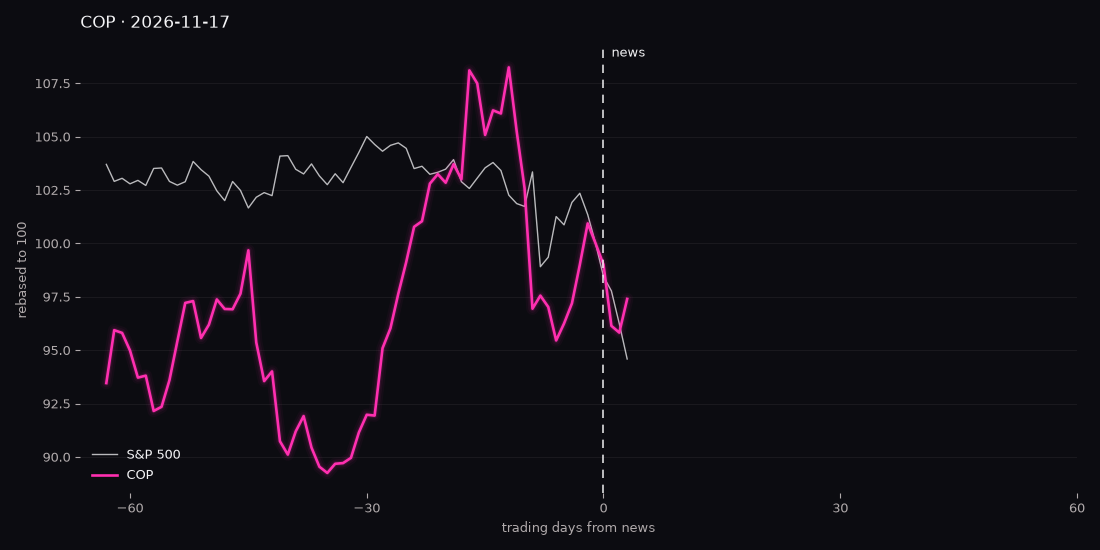 COP · 2026-11-17
news
107.5
105.0
102.5
100.0
97.5
95.0
92.5
90.0
rebased to 100
S&P 500
COP
−60
−30
0
30
60
trading days from news